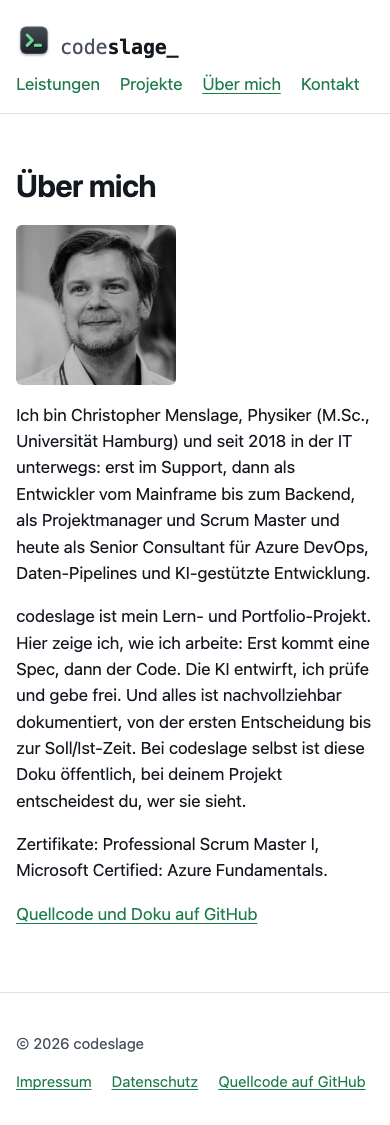 codeslage_
Leistungen Projekte Über mich Kontakt
Über mich
Ich bin Christopher Menslage, Physiker (M.Sc.,
Universität Hamburg) und seit 2018 in der IT
unterwegs: erst im Support, dann als
Entwickler vom Mainframe bis zum Backend,
als Projektmanager und Scrum Master und
heute als Senior Consultant für Azure DevOps,
Daten-Pipelines und KI-gestützte Entwicklung.
codeslage ist mein Lern- und Portfolio-Projekt.
Hier zeige ich, wie ich arbeite: Erst kommt eine
Spec, dann der Code. Die KI entwirft, ich prüfe
und gebe frei. Und alles ist nachvollziehbar
dokumentiert, von der ersten Entscheidung bis
zur Soll/Ist-Zeit. Bei codeslage selbst ist diese
Doku öffentlich, bei deinem Projekt
entscheidest du, wer sie sieht.
Zertifikate: Professional Scrum Master I,
Microsoft Certified: Azure Fundamentals.
Quellcode und Doku auf GitHub
© 2026 codeslage
Impressum Datenschutz Quellcode auf GitHub